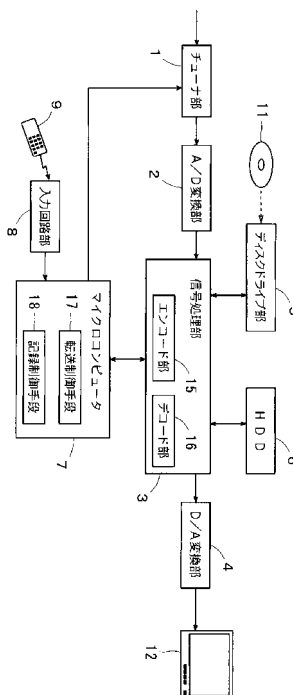 1
チューナ部
2
A/D変換部
11
ディスクドライブ部
5
信号処理部
エンコード部
15
デコード部
16
3
HDD
6
D/A変換部
4
12
9
入力回路部
8
マイクロコンピュータ
17
転送制御手段
18
記録制御手段
7